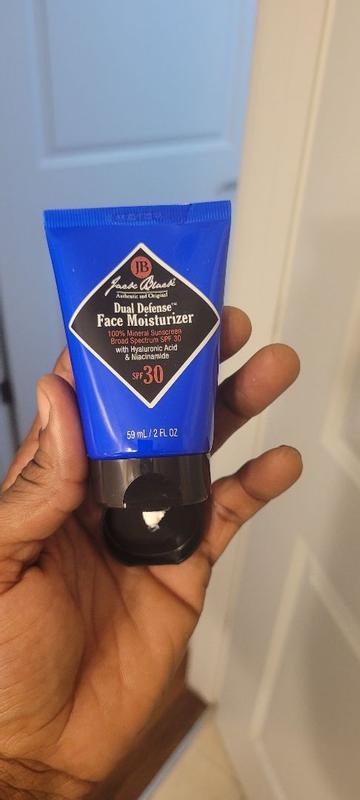 JB
Jack Black
Authentic and Original
Dual Defense™
Face Moisturizer
100% Mineral Sunscreen
Broad Spectrum SPF 30
with Hyaluronic Acid
& Niacinamide
SPF 30
59 mL / 2 FL OZ